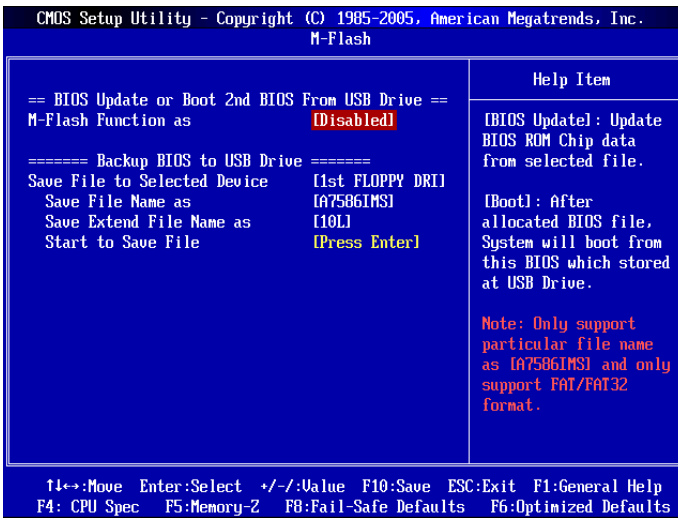 CMOS Setup Utility - Copyright (C) 1985-2005, American Megatrends, Inc.
M-Flash
== BIOS Update or Boot 2nd BIOS From USB Drive ==
M-Flash Function as [Disabled]
======= Backup BIOS to USB Drive =======
Save File to Selected Device [1st FLOPPY DRI]
Save File Name as [A7586IMS]
Save Extend File Name as [10L]
Start to Save File [Press Enter]
Help Item
[BIOS Update]: Update
BIOS ROM Chip data
from selected file.
[Boot]: After
allocated BIOS file,
System will boot from
this BIOS which stored
at USB Drive.
Note: Only support
particular file name
as [A7586IMS] and only
support FAT/FAT32
format.
↑↓↔:Move Enter:Select +/-/:Value F10:Save ESC:Exit F1:General Help
F4: CPU Spec F5:Memory-Z F8:Fail-Safe Defaults F6:Optimized Defaults